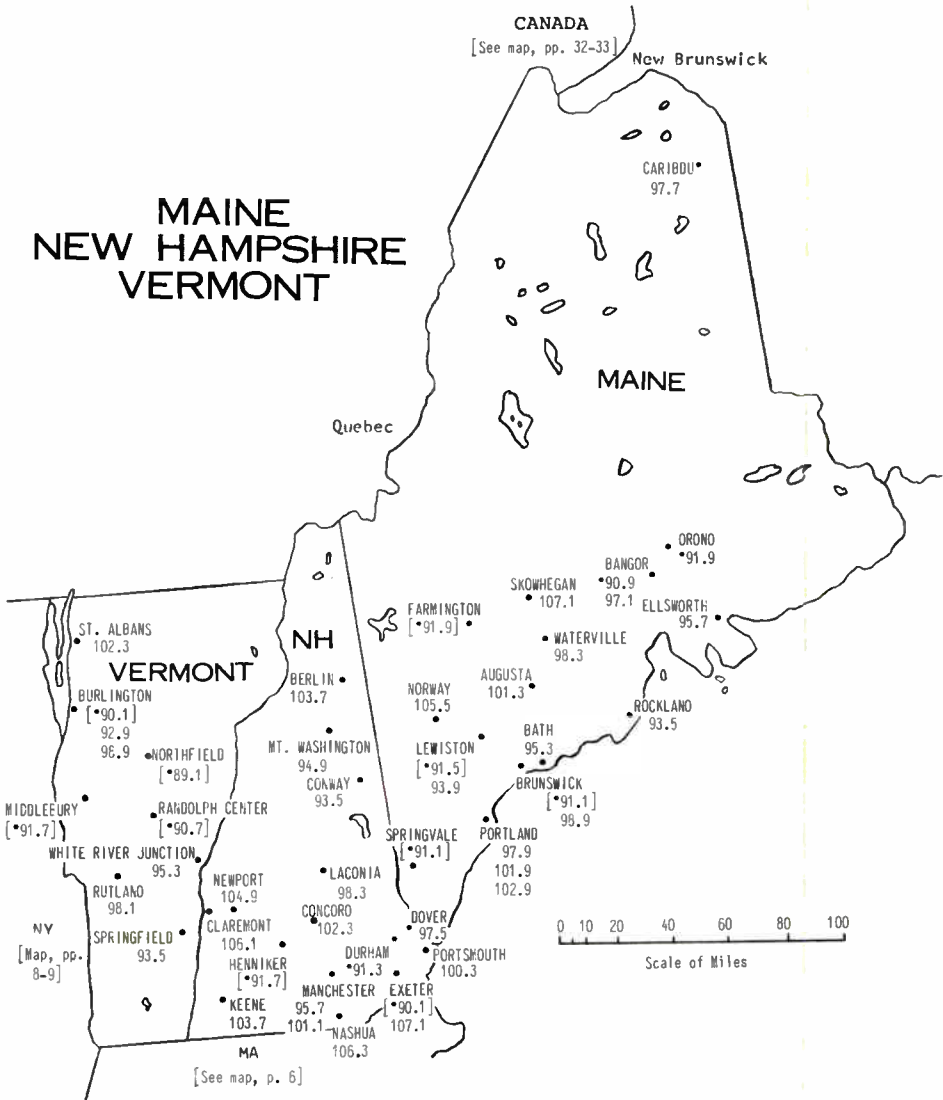 CANADA
[See map, pp. 32-33]
New Brunswick
CARIBOU
97.7
MAINE
NEW HAMPSHIRE
VERMONT
MAINE
Quebec
ORONO
*91.9
BANGOR
*90.9
97.1
SKOWHEGAN
107.1
ELLSWORTH
95.7
FARMINGTON
[*91.9]
ST. ALBANS
102.3
NH
WATERVILLE
98.3
VERMONT
BERLIN
103.7
AUGUSTA
101.3
BURLINGTON
[*90.1]
92.9
96.9
NORWAY
105.5
ROCKLAND
93.5
BATH
95.3
MT. WASHINGTON
94.9
LEWISTON
[*91.5]
93.9
NORTHFIELD
[*89.1]
CONWAY
93.5
BRUNSWICK
[*91.1]
98.9
MIDDLEBURY
[*91.7]
RANDOLPH CENTER
[*90.7]
SPRINGVALE
[*91.1]
PORTLAND
97.9
101.9
102.9
WHITE RIVER JUNCTION
95.3
LACONIA
98.3
RUTLAND
98.1
NEWPORT
104.9
CONCORD
102.3
DOVER
97.5
NY
[Map, pp.
8-9]
SPRINGFIELD
93.5
CLAREMONT
106.1
DURHAM
*91.3
PORTSMOUTH
100.3
HENNIKER
[*91.7]
MANCHESTER
95.7
101.1
EXETER
[*90.1]
107.1
KEENE
103.7
NASHUA
106.3
0 10 20 40 60 80 100
Scale of Miles
MA
[See map, p. 6]